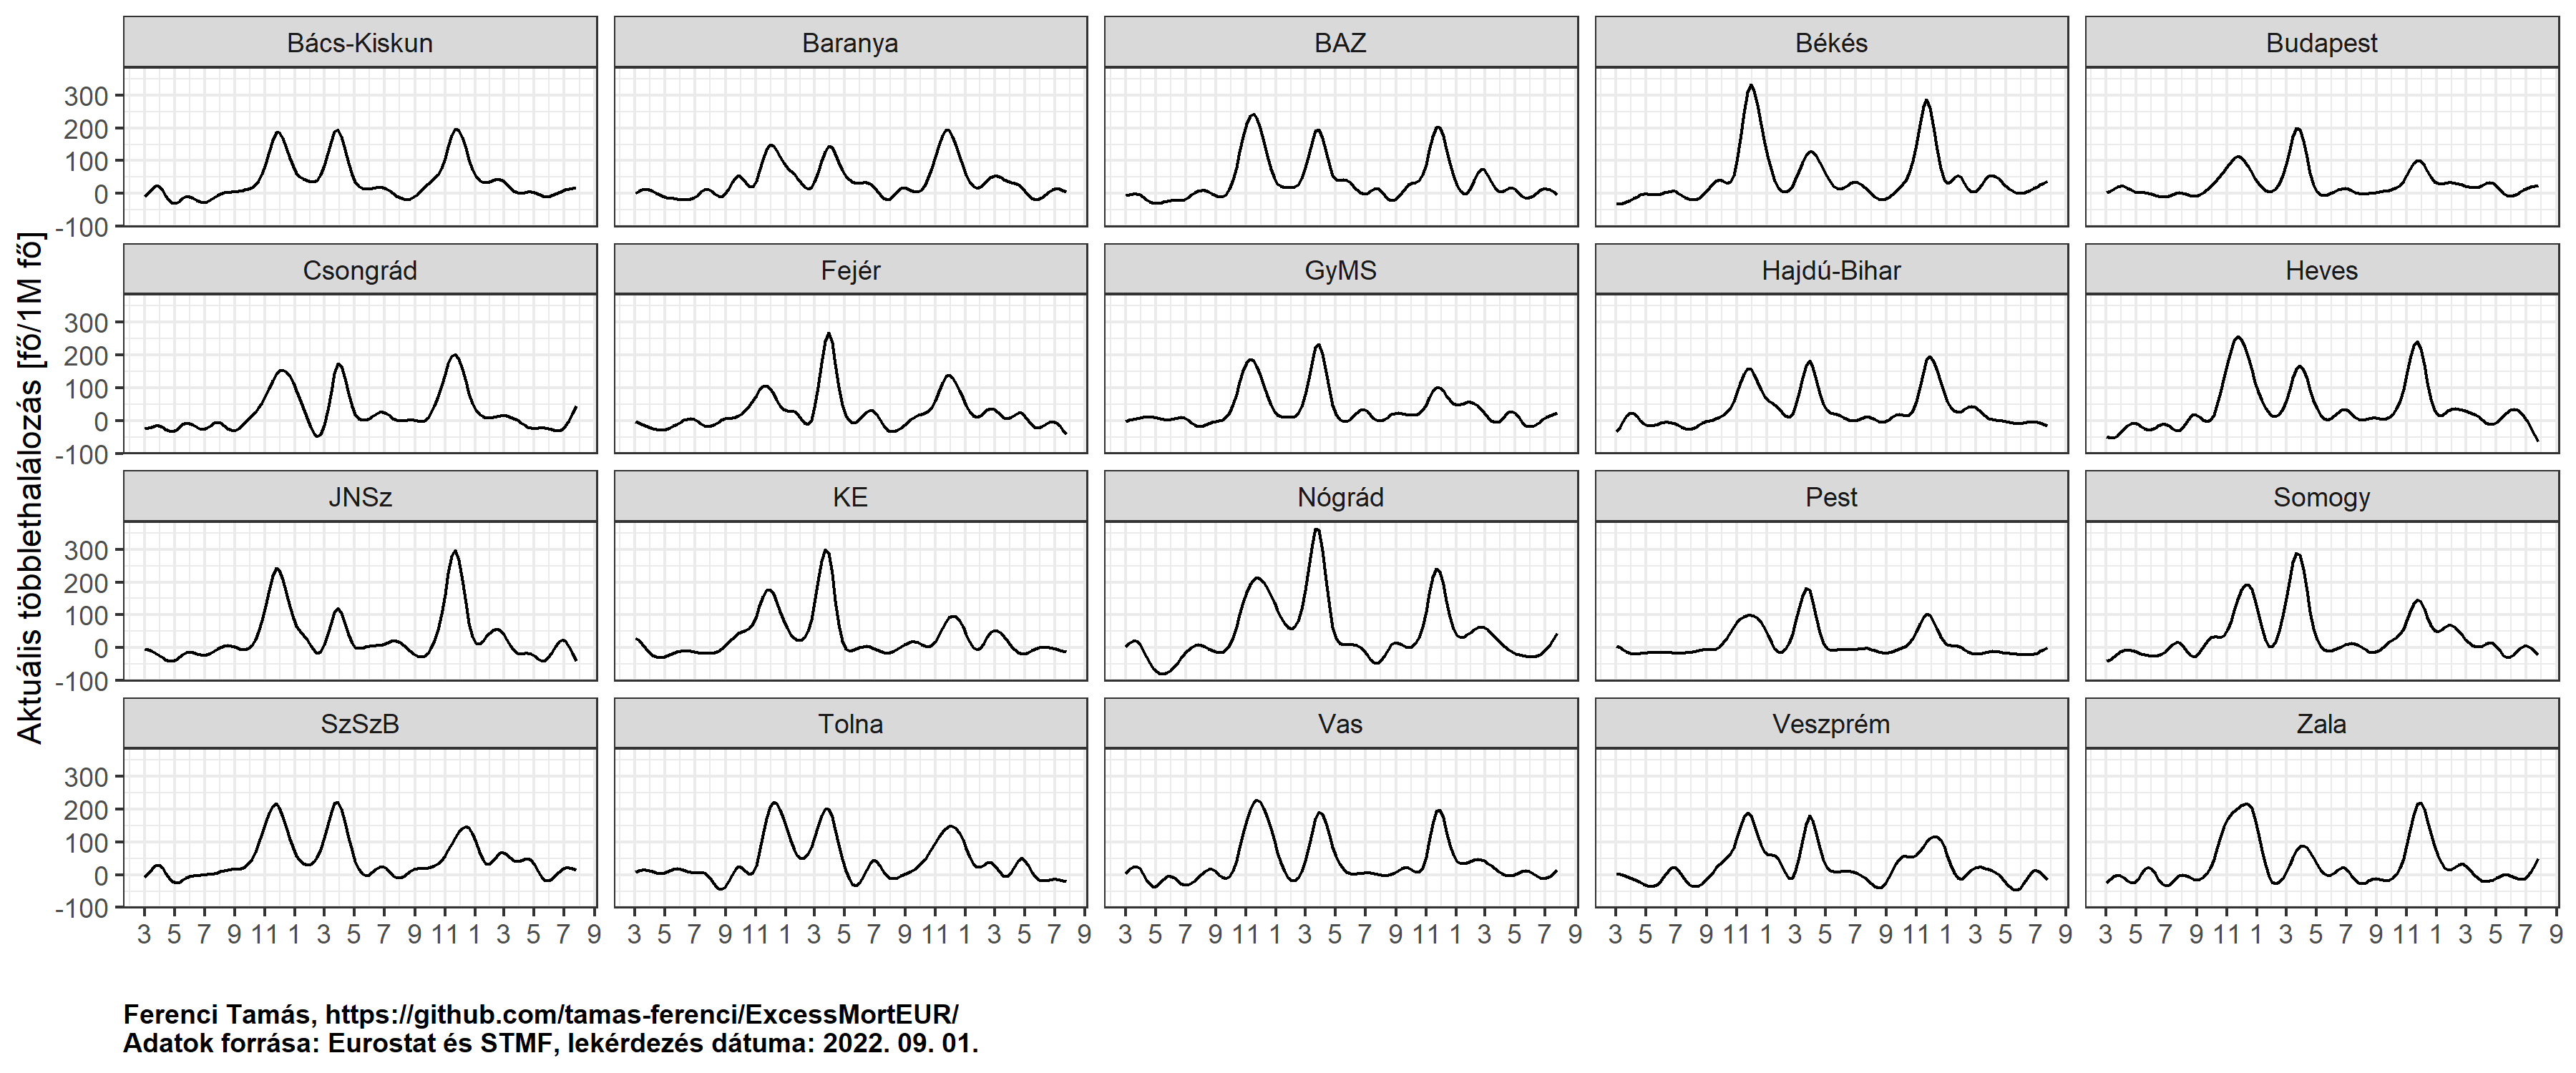 Bács-Kiskun Baranya BAZ Békés Budapest
300
200
100
0
-100
Csongrád Fejér GyMS Hajdú-Bihar Heves
300
200
100
0
-100
JNSz KE Nógrád Pest Somogy
300
200
100
0
-100
SzSzB Tolna Vas Veszprém Zala
300
200
100
0
-100
Aktuális többlethalálozás [fő/1M fő]
3 5 7 9 11 1 3 5 7 9 11 1 3 5 7 9 3 5 7 9 11 1 3 5 7 9 11 1 3 5 7 9 3 5 7 9 11 1 3 5 7 9 11 1 3 5 7 9 3 5 7 9 11 1 3 5 7 9 11 1 3 5 7 9 3 5 7 9 11 1 3 5 7 9 11 1 3 5 7 9
Ferenci Tamás, https://github.com/tamas-ferenci/ExcessMortEUR/
Adatok forrása: Eurostat és STMF, lekérdezés dátuma: 2022. 09. 01.